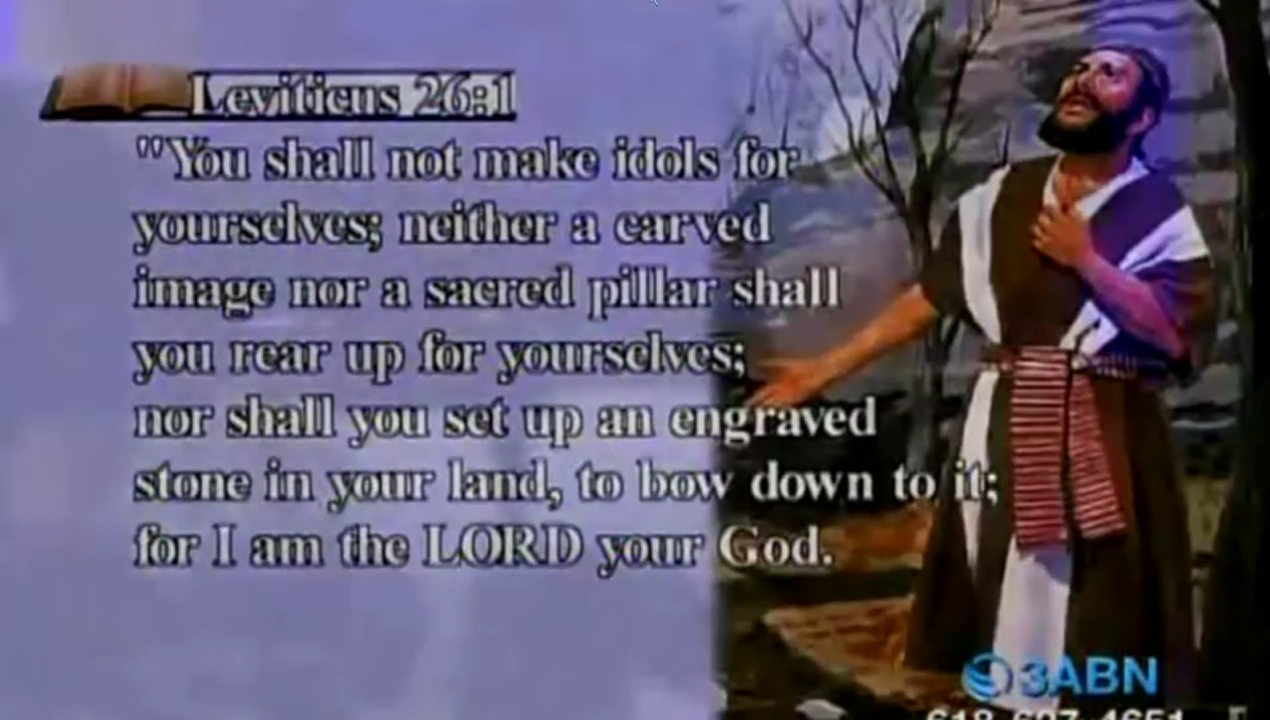 Leviticus 26:1
"You shall not make idols for
yourselves; neither a carved
image nor a sacred pillar shall
you rear up for yourselves;
nor shall you set up an engraved
stone in your land, to bow down to it;
for I am the LORD your God.
3ABN